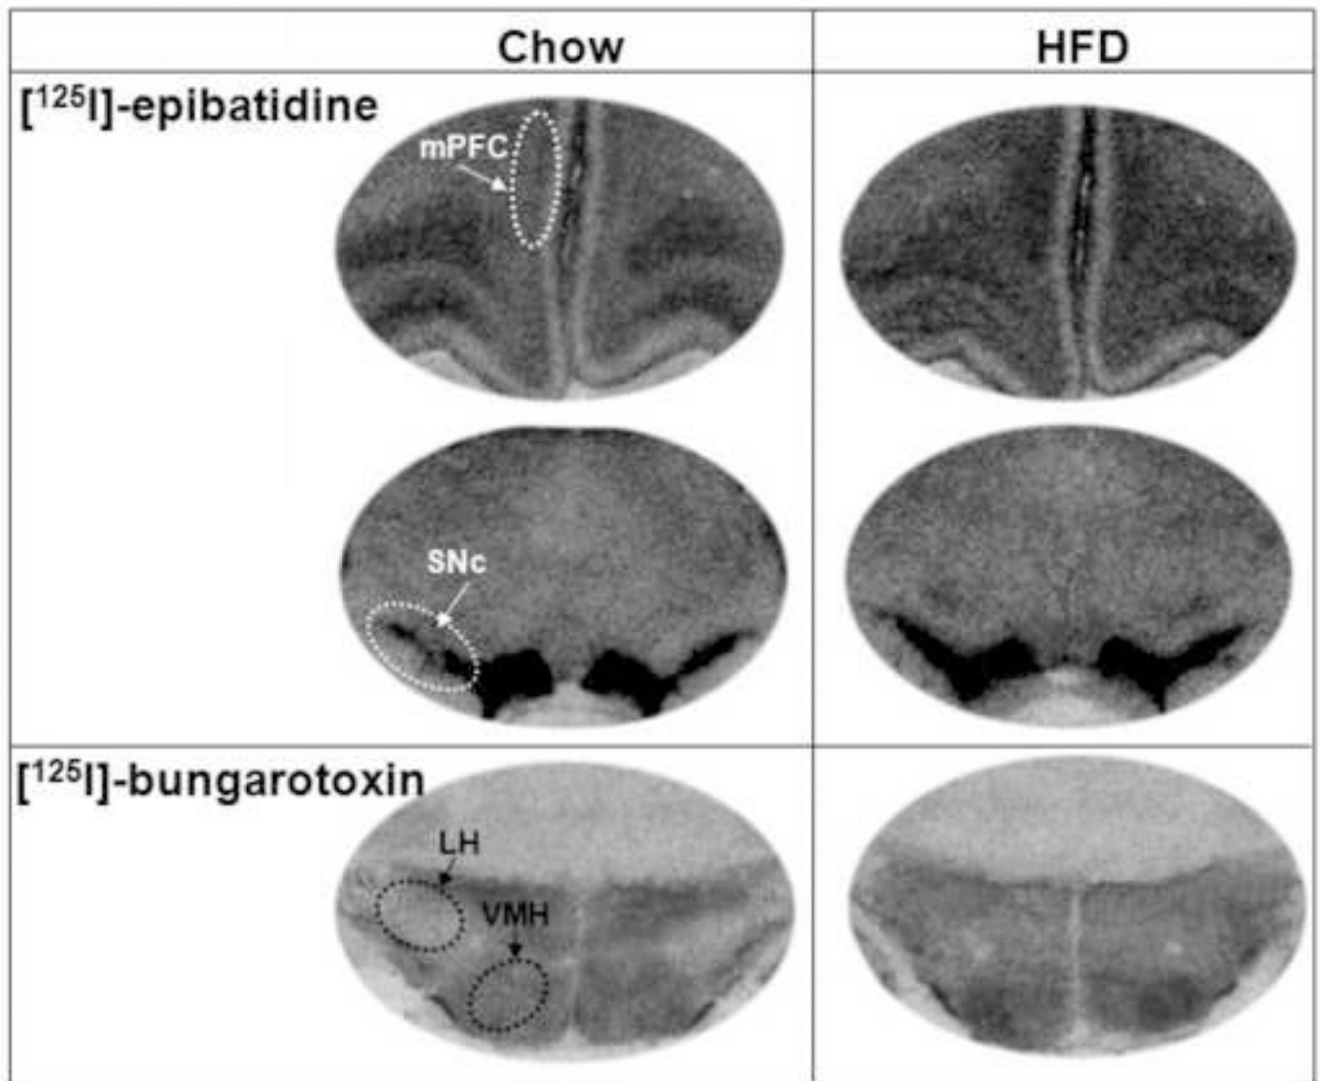 Chow HFD
[¹²⁵I]-epibatidine
mPFC
SNc
[¹²⁵I]-bungarotoxin
LH
VMH